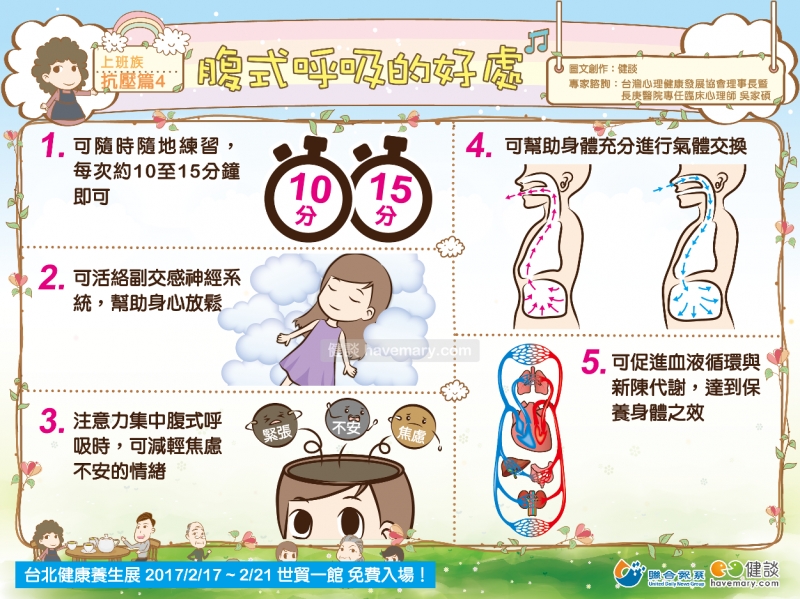 上班族
抗壓篇4
腹式呼吸的好處
圖文創作：健談
專家諮詢：台灣心理健康發展協會理事長暨
長庚醫院專任臨床心理師 吳家碩
1. 可隨時隨地練習，
每次約10至15分鐘
即可
10
分
15
分
2. 可活絡副交感神經系
統，幫助身心放鬆
健談 havemary.com
3. 注意力集中腹式呼
吸時，可減輕焦慮
不安的情緒
緊張
不安
焦慮
4. 可幫助身體充分進行氣體交換
5. 可促進血液循環與
新陳代謝，達到保
養身體之效
台北健康養生展 2017/2/17 ~ 2/21 世貿一館 免費入場！
聯合報系
United Daily News Group
健談
havemary.com